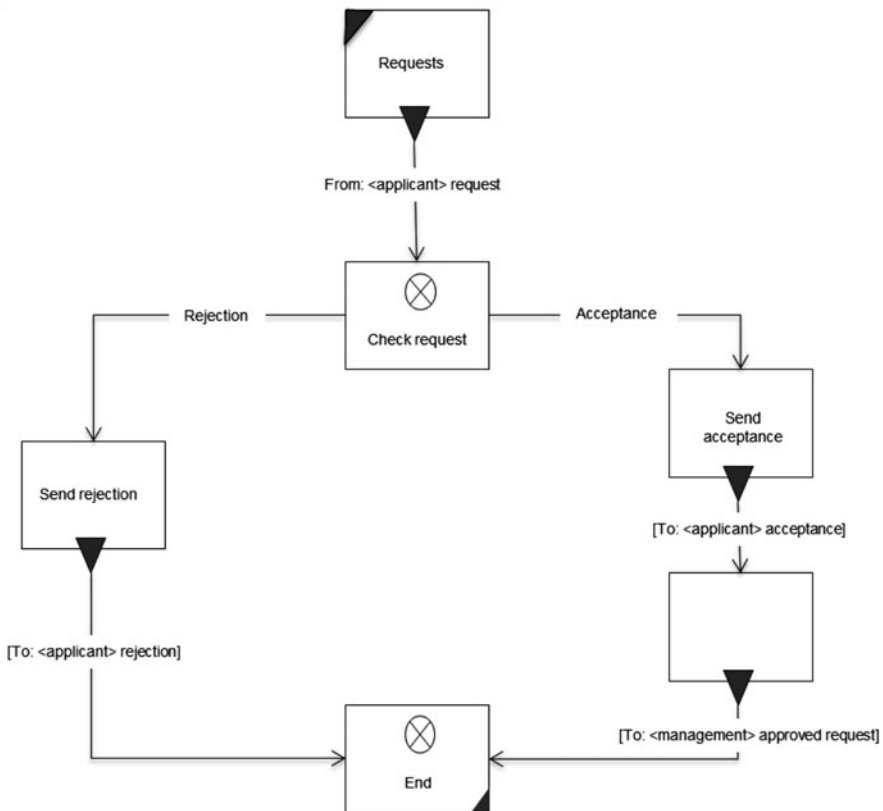 Requests
From: <applicant> request
Rejection
Acceptance
Check request
Send
acceptance
Send rejection
[To: <applicant> acceptance]
[To: <applicant> rejection]
[To: <management> approved request]
End